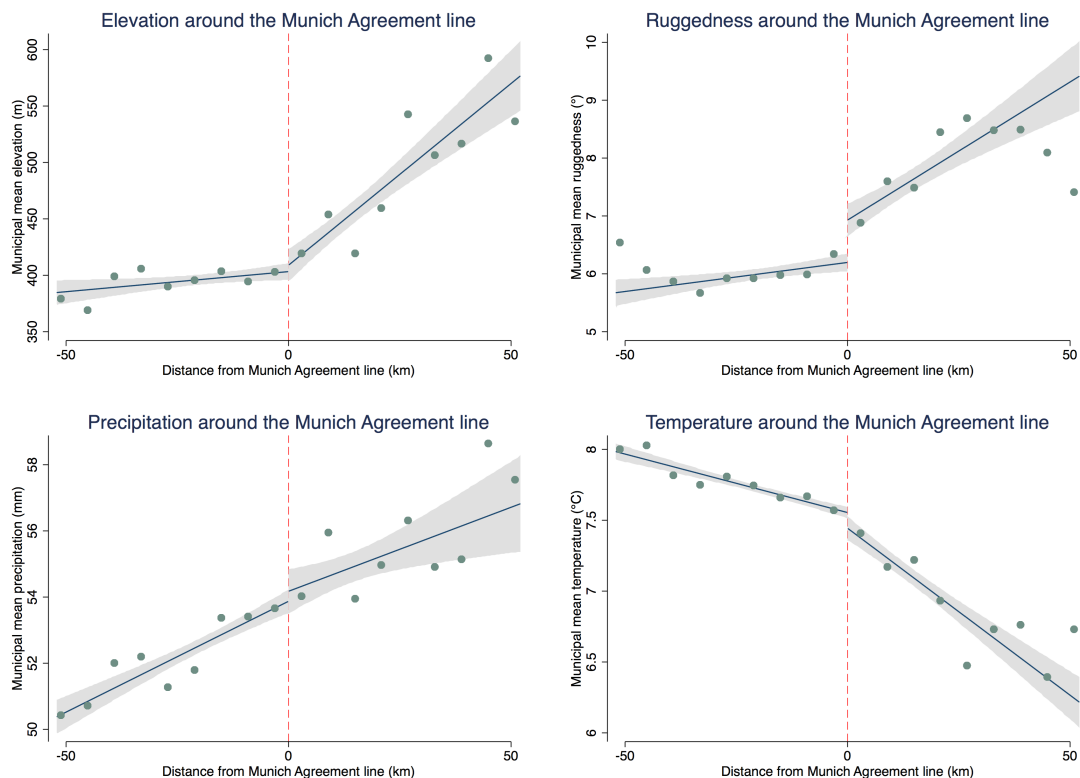 Elevation around the Munich Agreement line
Municipal mean elevation (m)
600
550
500
450
400
350
-50 0 50
Distance from Munich Agreement line (km)
Ruggedness around the Munich Agreement line
Municipal mean ruggedness (°)
10
9
8
7
6
5
-50 0 50
Distance from Munich Agreement line (km)
Precipitation around the Munich Agreement line
Municipal mean precipitation (mm)
58
56
54
52
50
-50 0 50
Distance from Munich Agreement line (km)
Temperature around the Munich Agreement line
Municipal mean temperature (°C)
8
7.5
7
6.5
6
-50 0 50
Distance from Munich Agreement line (km)